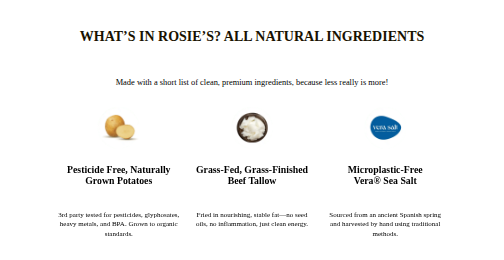 WHAT'S IN ROSIE'S? ALL NATURAL INGREDIENTS
Made with a short list of clean, premium ingredients, because less really is more!
vera salt
Pesticide Free, Naturally
Grown Potatoes
Grass-Fed, Grass-Finished
Beef Tallow
Microplastic-Free
Vera® Sea Salt
3rd party tested for pesticides, glyphosates,
heavy metals, and BPA. Grown to organic
standards.
Fried in nourishing, stable fat—no seed
oils, no inflammation, just clean energy.
Sourced from an ancient Spanish spring
and harvested by hand using traditional
methods.